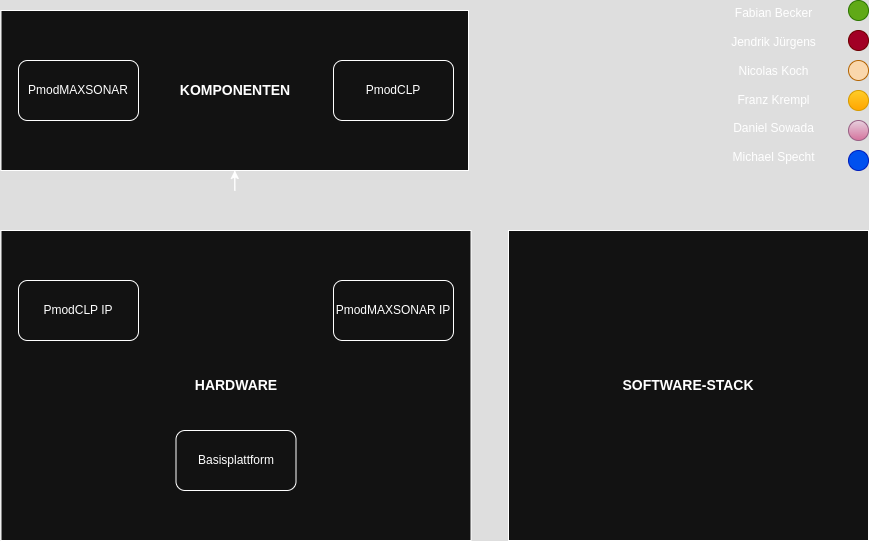 Fabian Becker
Jendrik Jürgens
Nicolas Koch
Franz Krempl
Daniel Sowada
Michael Specht
PmodMAXSONAR
KOMPONENTEN
PmodCLP
PmodCLP IP
PmodMAXSONAR IP
HARDWARE
Basisplattform
SOFTWARE-STACK